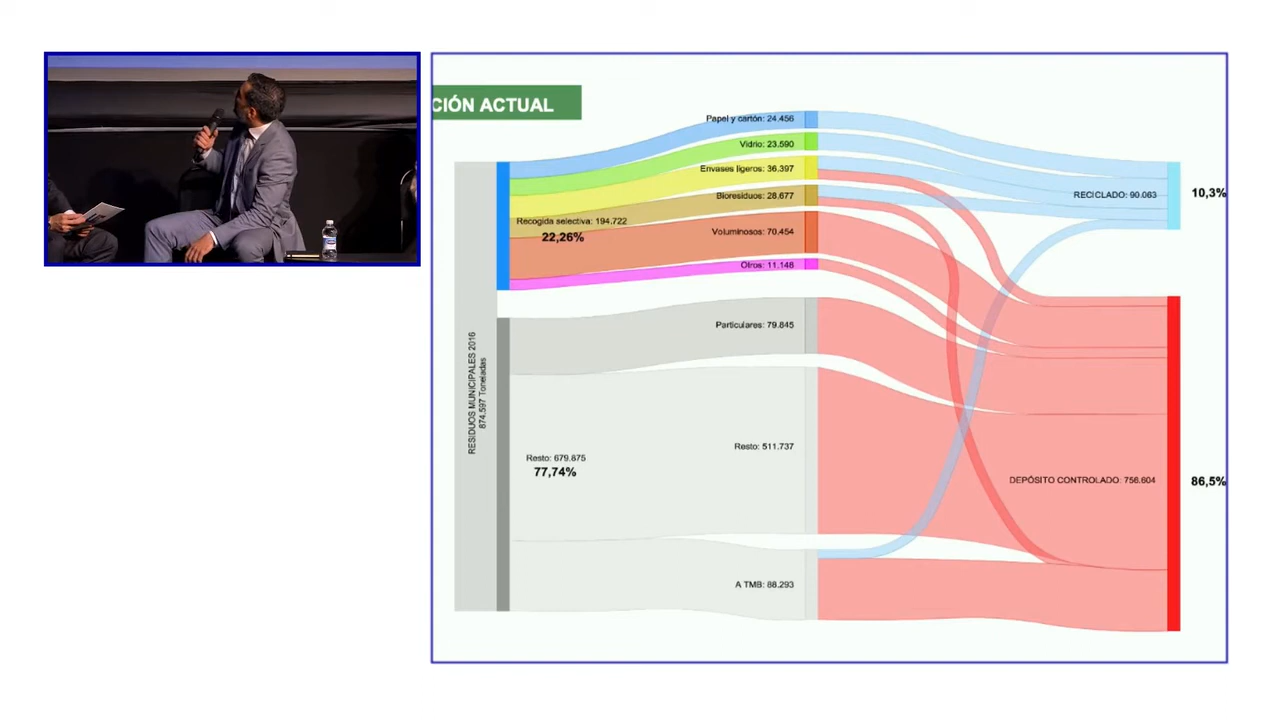 CIÓN ACTUAL
Papel y cartón: 24.456
Vidrio: 23.590
Envases ligeros: 36.397
Bioresiduos: 28.677
Recogida selectiva: 194.722
22,26%
Voluminosos: 70.454
Otros: 11.148
RECICLADO: 90.083
10,3%
Particulares: 79.845
RESIDUOS MUNICIPALES 2016
874.597 Toneladas
Resto: 679.875
77,74%
Resto: 511.737
DEPÓSITO CONTROLADO: 756.604
86,5%
A TMB: 88.293